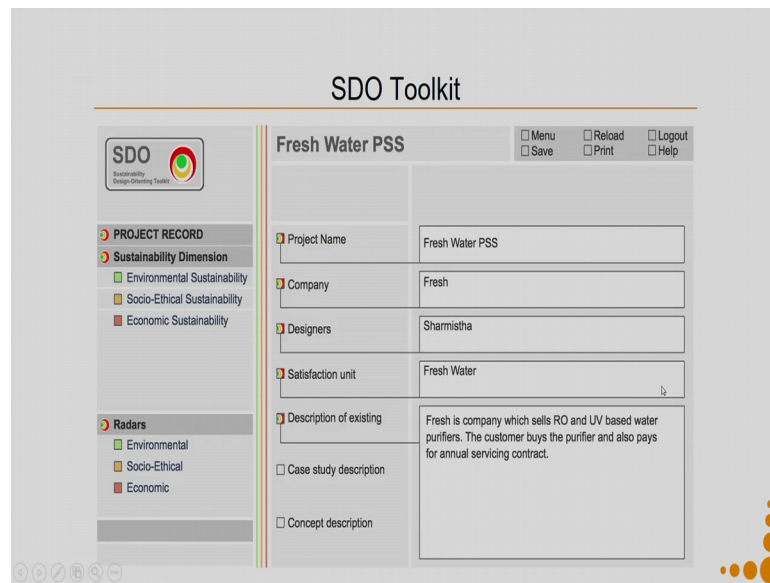 SDO Toolkit
SDO
Sustainability
Design-Orienting Toolkit
Fresh Water PSS
Menu
Reload
Logout
Save
Print
Help
PROJECT RECORD
Sustainability Dimension
Environmental Sustainability
Socio-Ethical Sustainability
Economic Sustainability
Radars
Environmental
Socio-Ethical
Economic
Project Name
Fresh Water PSS
Company
Fresh
Designers
Sharmistha
Satisfaction unit
Fresh Water
Description of existing
Fresh is company which sells RO and UV based water
purifiers. The customer buys the purifier and also pays
for annual servicing contract.
Case study description
Concept description